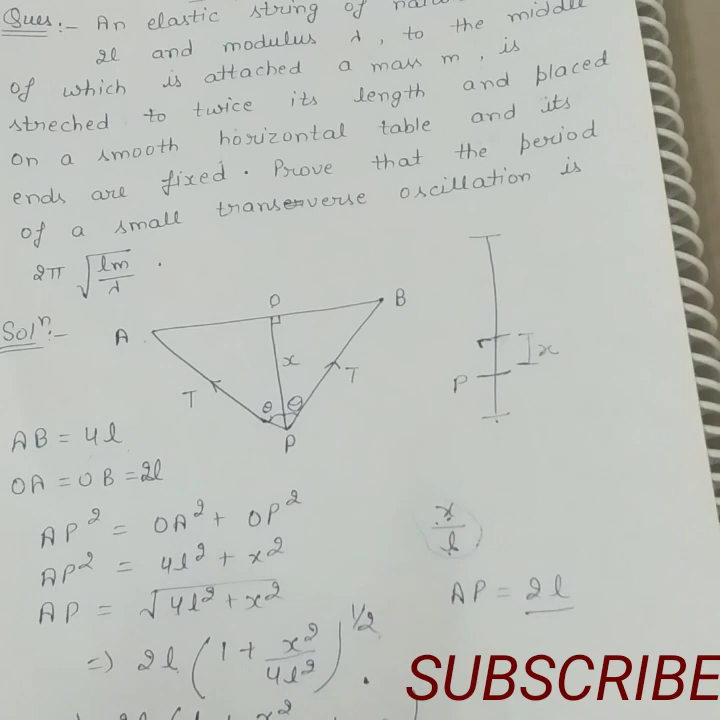 Ques:- An elastic string of
2l and modulus λ, to the middle
of which is attached a mass m, is
streched to twice its length and placed
on a smooth horizontal table and its
ends are fixed. Prove that the period
of a small transverse oscillation is
2π √(lm/λ) .
Solⁿ:-
A
O
B
x
T
T
θ
θ
P
x
P
AB = 4l
OA = OB = 2l
AP² = OA² + OP²
AP² = 4l² + x²
AP = √(4l² + x²)
x/l
AP = 2l
=) 2l (1 + x²/4l²)^1/2 .
SUBSCRIBE